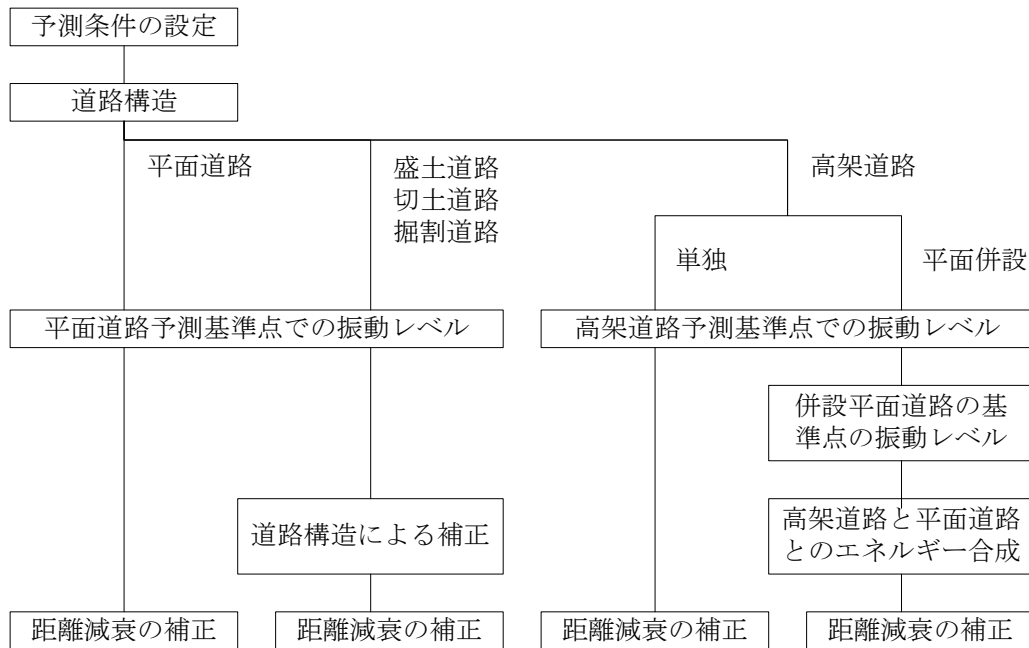 予測条件の設定
道路構造
平面道路
盛土道路
切土道路
掘割道路
高架道路
単独
平面併設
平面道路予測基準点での振動レベル
高架道路予測基準点での振動レベル
併設平面道路の基
準点の振動レベル
道路構造による補正
高架道路と平面道路
とのエネルギー合成
距離減衰の補正
距離減衰の補正
距離減衰の補正
距離減衰の補正